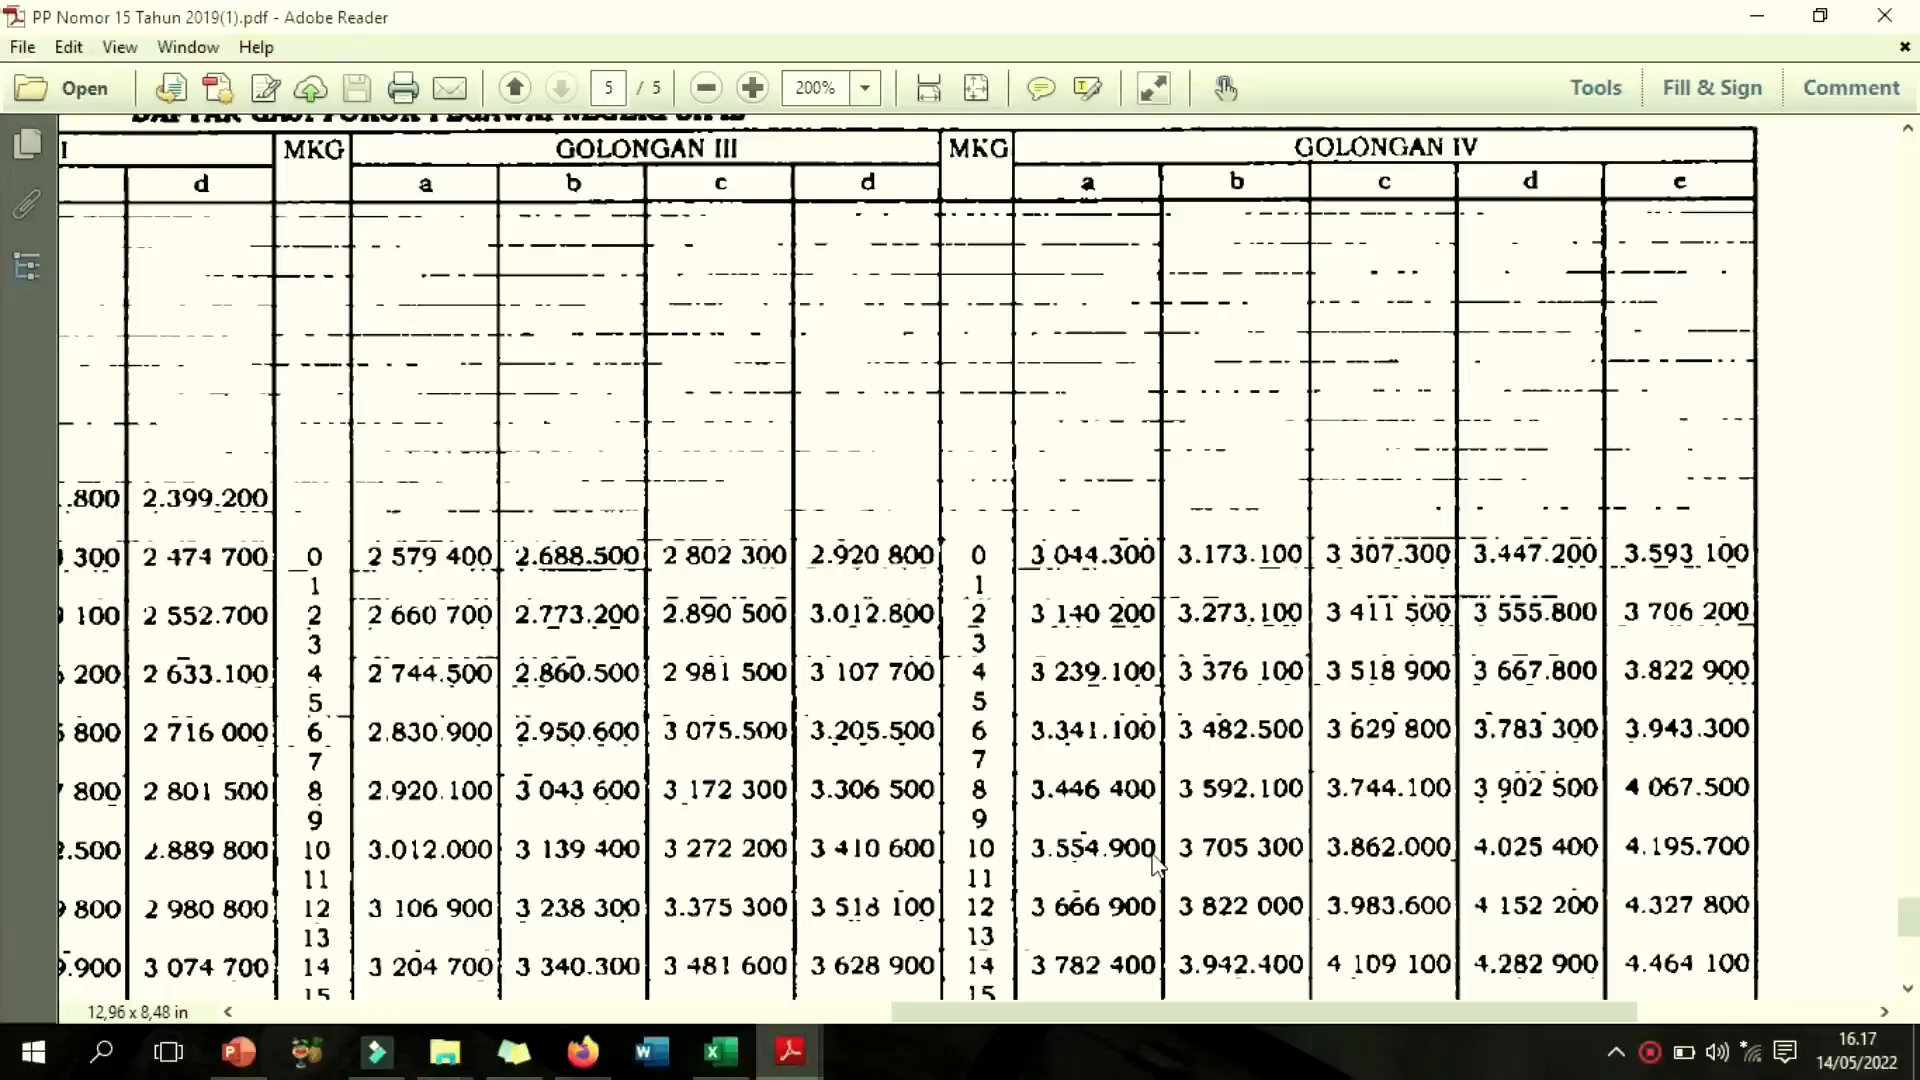 PP Nomor 15 Tahun 2019(1).pdf - Adobe Reader
File Edit View Window Help
Open 5 / 5 200% Tools Fill & Sign Comment
I MKG GOLONGAN III MKG GOLONGAN IV
d a b c d a b c d e
.800 2.399.200
300 2 474 700 0 2 579 400 2.688.500 2 802 300 2.920 800 0 3 044.300 3.173.100 3 307.300 3.447.200 3.593 100
1 1
100 2 552.700 2 2 660 700 2.773.200 2.890 500 3.012.800 2 3 140 200 3.273.100 3 411 500 3 555.800 3 706 200
3 3
200 2 633.100 4 2 744.500 2.860.500 2 981 500 3 107 700 4 3 239.100 3 376 100 3 518 900 3 667.800 3.822 900
5 5
800 2 716 000 6 2.830.900 2.950.600 3 075.500 3.205.500 6 3.341.100 3 482.500 3 629 800 3.783 300 3.943.300
7 7
800 2 801 500 8 2.920.100 3 043 600 3 172 300 3.306 500 8 3.446 400 3 592.100 3.744.100 3 902 500 4 067.500
9 9
.500 2.889 800 10 3.012.000 3 139 400 3 272 200 3 410 600 10 3.554.900 3 705 300 3.862.000 4.025 400 4.195.700
11 11
800 2 980 800 12 3 106 900 3 238 300 3.375 300 3 518 100 12 3 666 900 3 822 000 3.983.600 4 152 200 4.327 800
13 13
.900 3 074 700 14 3 204 700 3 340.300 3 481 600 3 628 900 14 3 782 400 3.942.400 4 109 100 4.282 900 4.464 100
15 15
12,96 x 8,48 in
16.17
14/05/2022